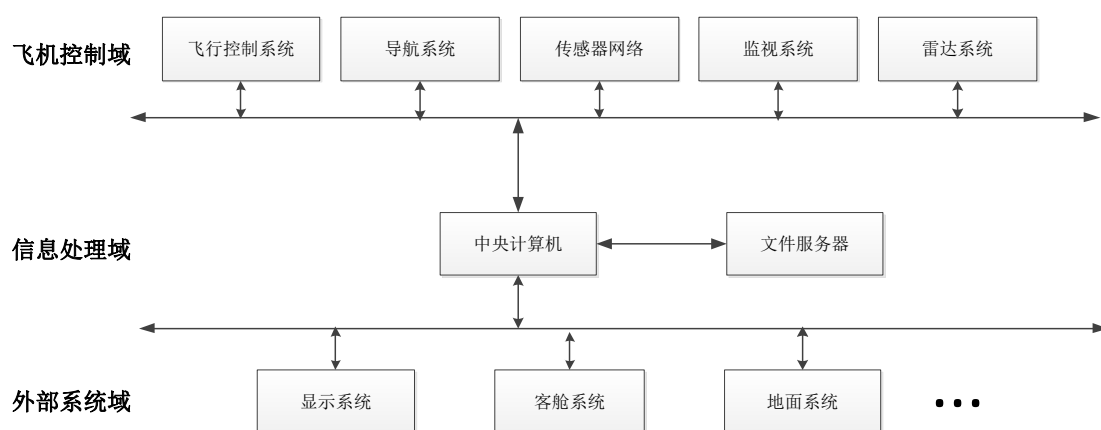 飞机控制域
飞行控制系统
导航系统
传感器网络
监视系统
雷达系统
信息处理域
中央计算机
文件服务器
外部系统域
显示系统
客舱系统
地面系统
•••